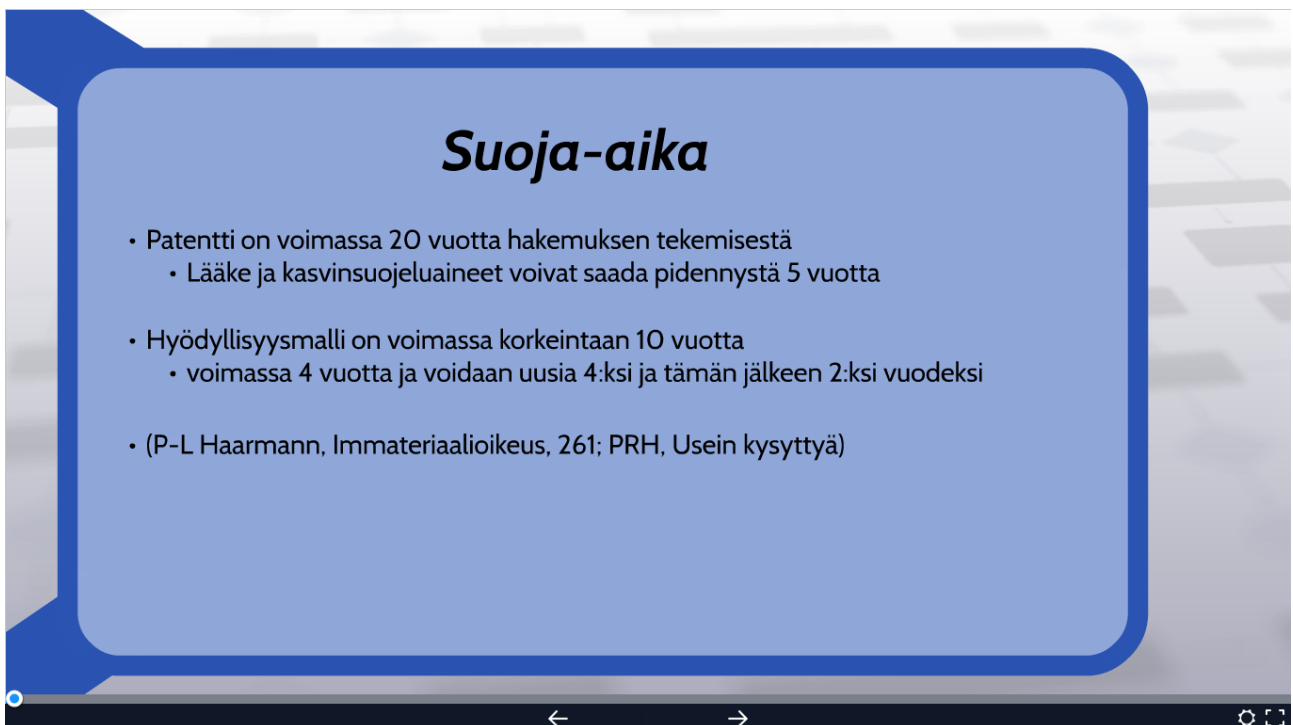 Suoja-aika
• Patentti on voimassa 20 vuotta hakemuksen tekemisestä
• Lääke ja kasvinsuojeluaineet voivat saada pidennystä 5 vuotta
• Hyödyllisyysmalli on voimassa korkeintaan 10 vuotta
• voimassa 4 vuotta ja voidaan uusia 4:ksi ja tämän jälkeen 2:ksi vuodeksi
• (P-L Haarmann, Immateriaalioikeus, 261; PRH, Usein kysyttyä)